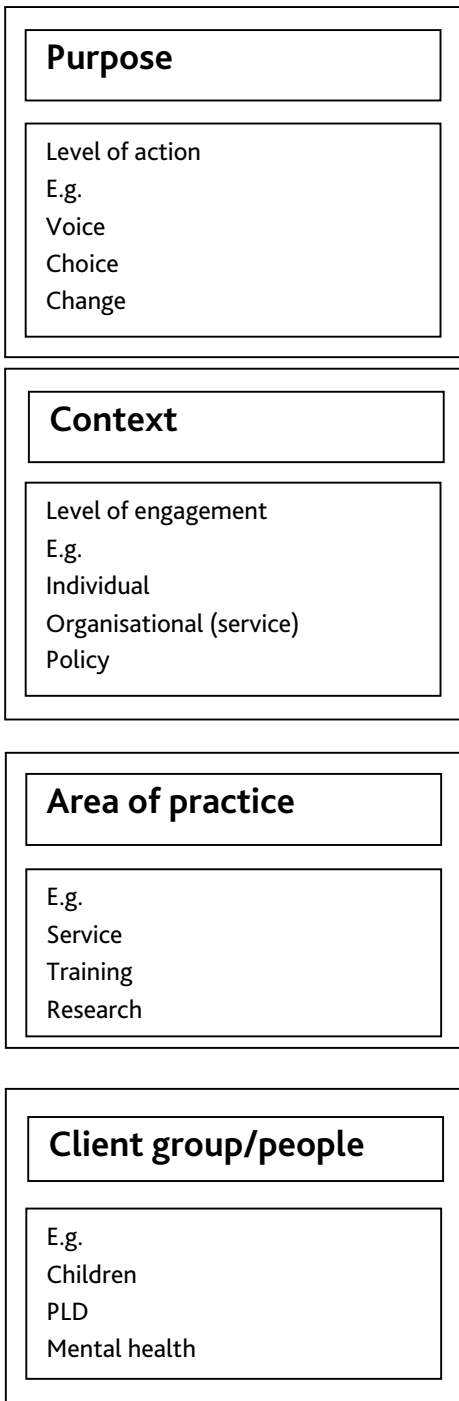 Purpose
Level of action
E.g.
Voice
Choice
Change
Context
Level of engagement
E.g.
Individual
Organisational (service)
Policy
Area of practice
E.g.
Service
Training
Research
Client group/people
E.g.
Children
PLD
Mental health